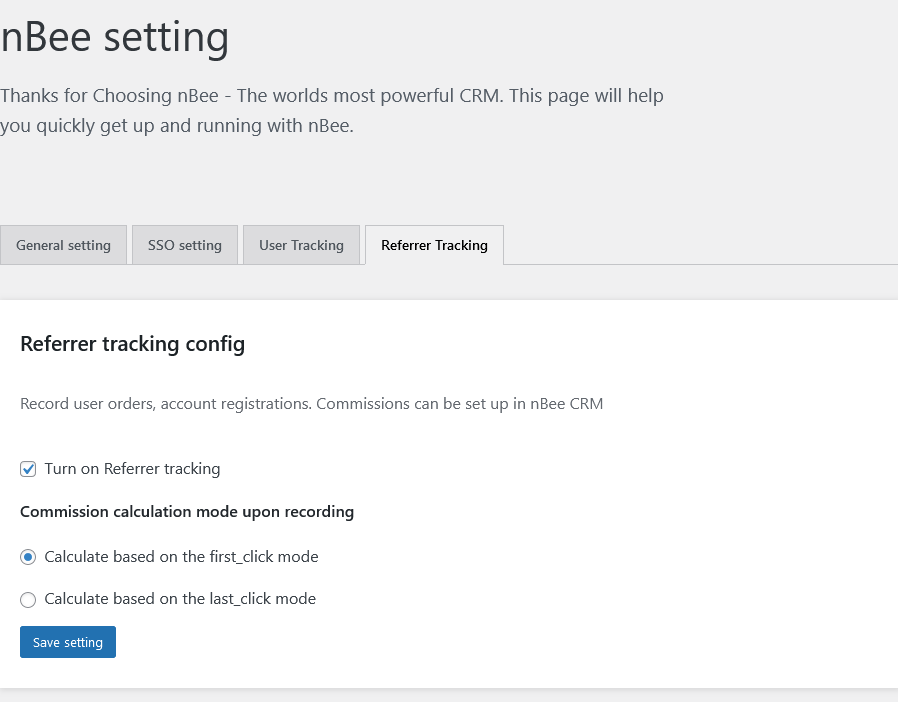 nBee setting
Thanks for Choosing nBee - The worlds most powerful CRM. This page will help
you quickly get up and running with nBee.
General setting
SSO setting
User Tracking
Referrer Tracking
Referrer tracking config
Record user orders, account registrations. Commissions can be set up in nBee CRM
Turn on Referrer tracking
Commission calculation mode upon recording
Calculate based on the first_click mode
Calculate based on the last_click mode
Save setting